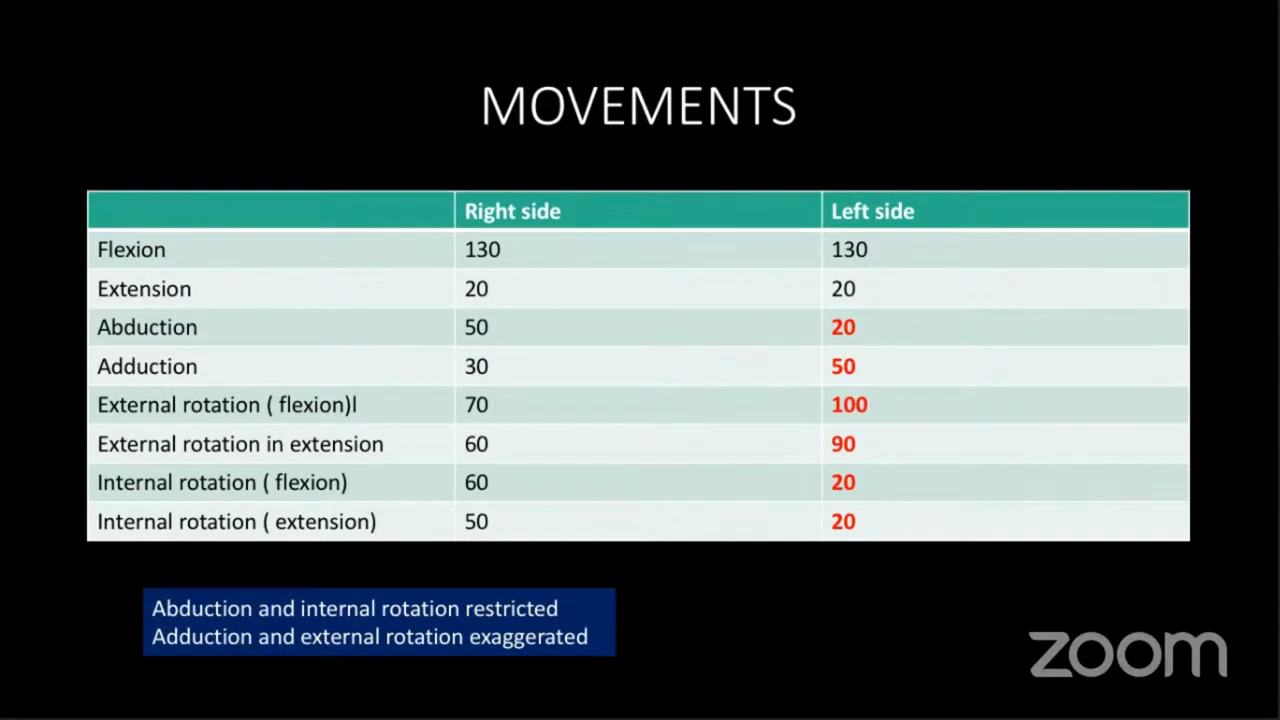 MOVEMENTS
Right side Left side
Flexion 130 130
Extension 20 20
Abduction 50 20
Adduction 30 50
External rotation ( flexion)l 70 100
External rotation in extension 60 90
Internal rotation ( flexion) 60 20
Internal rotation ( extension) 50 20
Abduction and internal rotation restricted
Adduction and external rotation exaggerated
zoom